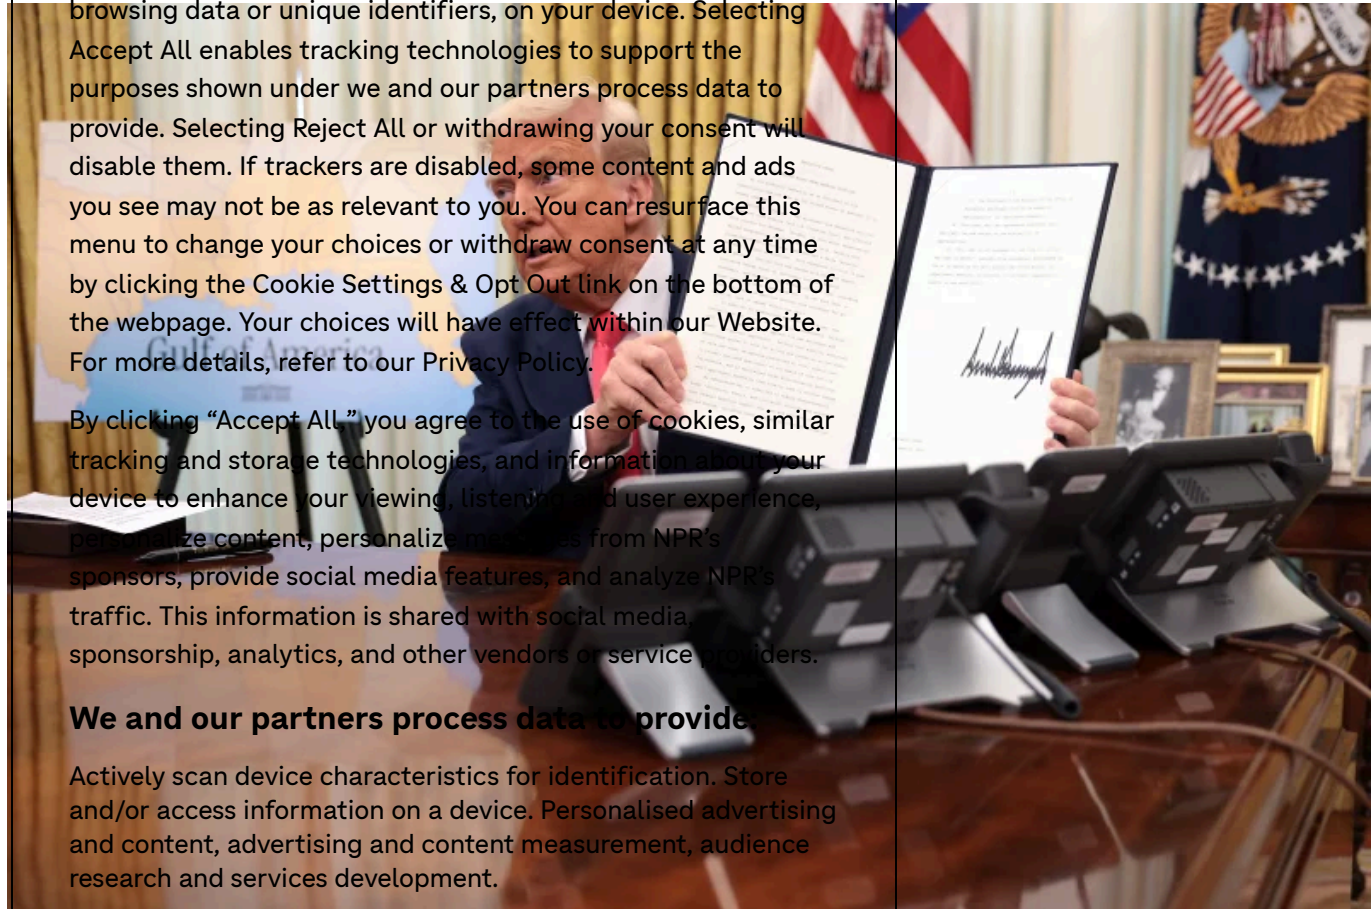 browsing data or unique identifiers, on your device. Selecting
Accept All enables tracking technologies to support the
purposes shown under we and our partners process data to
provide. Selecting Reject All or withdrawing your consent will
disable them. If trackers are disabled, some content and ads
you see may not be as relevant to you. You can resurface this
menu to change your choices or withdraw consent at any time
by clicking the Cookie Settings & Opt Out link on the bottom of
the webpage. Your choices will have effect within our Website.
For more details, refer to our Privacy Policy.
Gulf of America
By clicking “Accept All,” you agree to the use of cookies, similar
tracking and storage technologies, and information about your
device to enhance your viewing, listening and user experience,
personalize content, personalize messages from NPR’s
sponsors, provide social media features, and analyze NPR’s
traffic. This information is shared with social media,
sponsorship, analytics, and other vendors or service providers.
We and our partners process data to provide:
Actively scan device characteristics for identification. Store
and/or access information on a device. Personalised advertising
and content, advertising and content measurement, audience
research and services development.